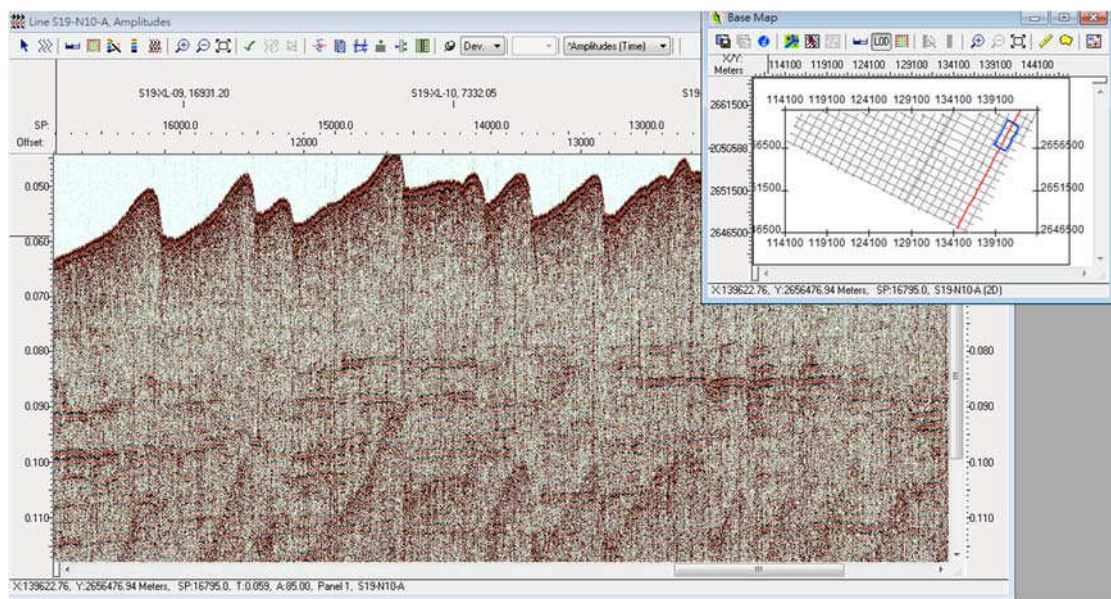 Line S19-N10-A, Amplitudes
Dev.
*Amplitudes (Time)
S19-XL-09, 16931.20
S19-XL-10, 7332.05
S19
SP:
16000.0
15000.0
14000.0
13000.0
Offset:
12000
13000
0.050
0.060
0.070
0.080
0.090
0.100
0.110
0.080
0.090
0.100
0.110
X:139622.76, Y:2656476.94 Meters, SP:16795.0, T:0.059, A:85.00, Panel 1, S19-N10-A
Base Map
LOD
X/Y:
Meters
114100 119100 124100 129100 134100 139100 144100
114100 119100 124100 129100 134100 139100
2661500
2650588
2651500
2646500
56500
51500
46500
2656500
2651500
2646500
114100 119100 124100 129100 134100 139100
X:139622.76, Y:2656476.94 Meters, SP:16795.0, S19-N10-A (2D)